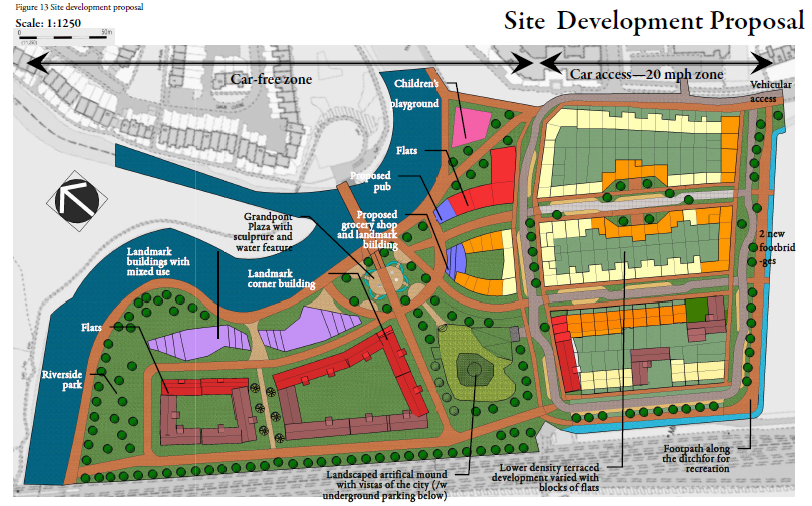 Figure 13 Site development proposal
Scale: 1:1250
0 50m
Site Development Proposal
Car-free zone
Car access—20 mph zone
Children's
playground
Vehicular
access
Flats
Proposed
pub
Proposed
grocery shop
and landmark
building
Grandpont
Plaza with
sculpture and
water feature
2 new
footbrid
-ges
Landmark
buildings with
mixed use
Landmark
corner building
Flats
Riverside
park
Landscaped artifical mound
with vistas of the city (/w
underground parking below)
Lower density terraced
development varied with
blocks of flats
Footpath along
the ditchfor for
recreation